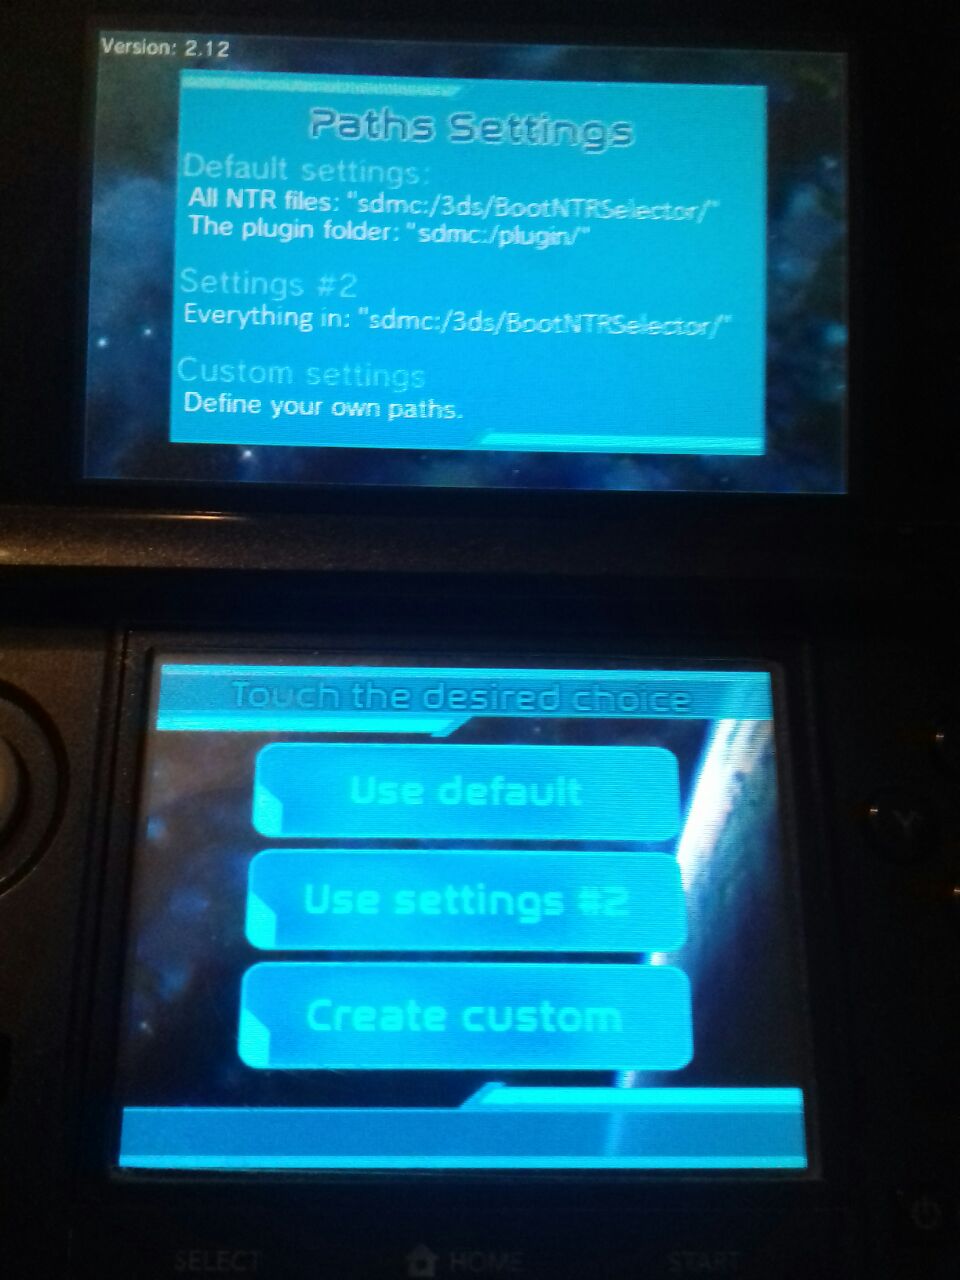 Version: 2.12
Paths Settings
Default settings:
All NTR files: "sdmc:/3ds/BootNTRSelector/"
The plugin folder: "sdmc:/plugin/"
Settings #2
Everything in: "sdmc:/3ds/BootNTRSelector/"
Custom settings
Define your own paths.
Touch the desired choice
Use default
Use settings #2
Create custom
Y
SELECT
HOME
START